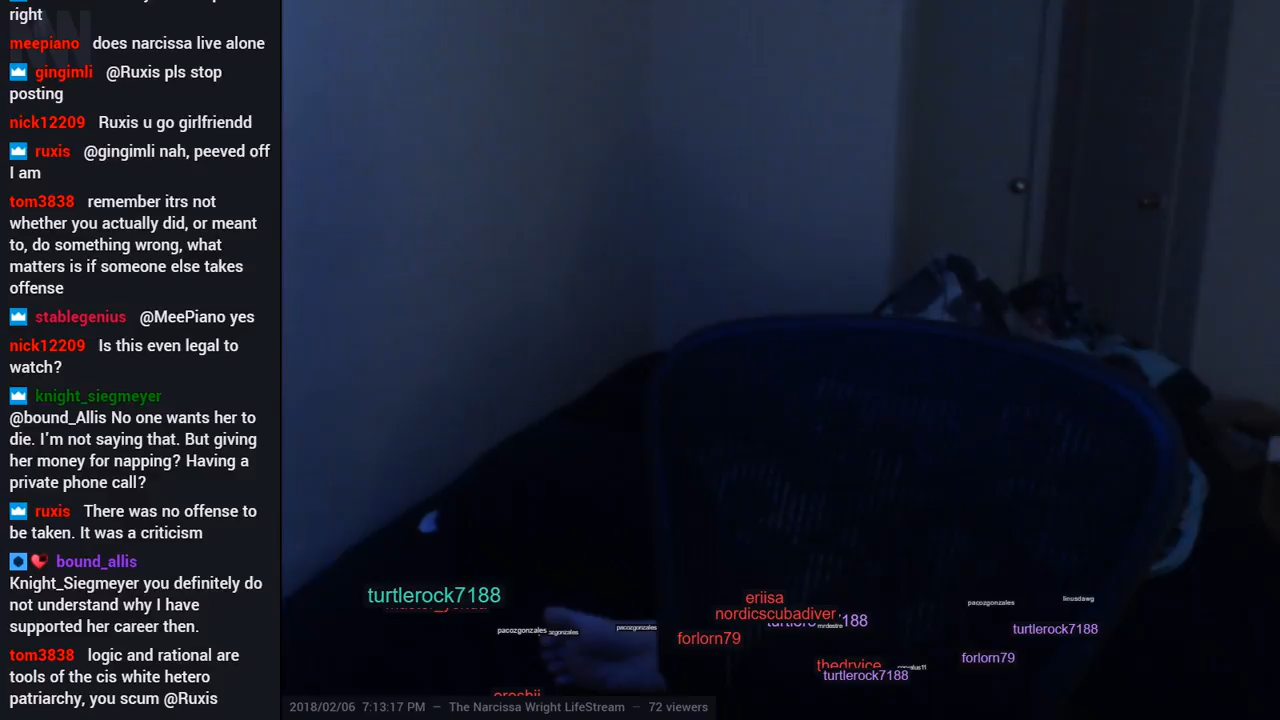 right
meepiano does narcissa live alone
gingimli @Ruxis pls stop
posting
nick12209 Ruxis u go girlfriendd
ruxis @gingimli nah, peeved off
I am
tom3838 remember itrs not
whether you actually did, or meant
to, do something wrong, what
matters is if someone else takes
offense
stablegenius @MeePiano yes
nick12209 Is this even legal to
watch?
knight_siegmeyer
@bound_Allis No one wants her to
die. I'm not saying that. But giving
her money for napping? Having a
private phone call?
ruxis There was no offense to
be taken. It was a criticism
bound_allis
Knight_Siegmeyer you definitely do
not understand why I have
supported her career then.
tom3838 logic and rational are
tools of the cis white hetero
patriarchy, you scum @Ruxis
turtlerock7188
eriisa
linusdawg
pacozgonzales
nordicscubadiver
188
pacozgonzales
pacozgonzales
turtlerock7188
forlorn79
forlorn79
thedrvice
turtlerock7188
2018/02/06 7:13:17 PM — The Narcissa Wright LifeStream — 72 viewers